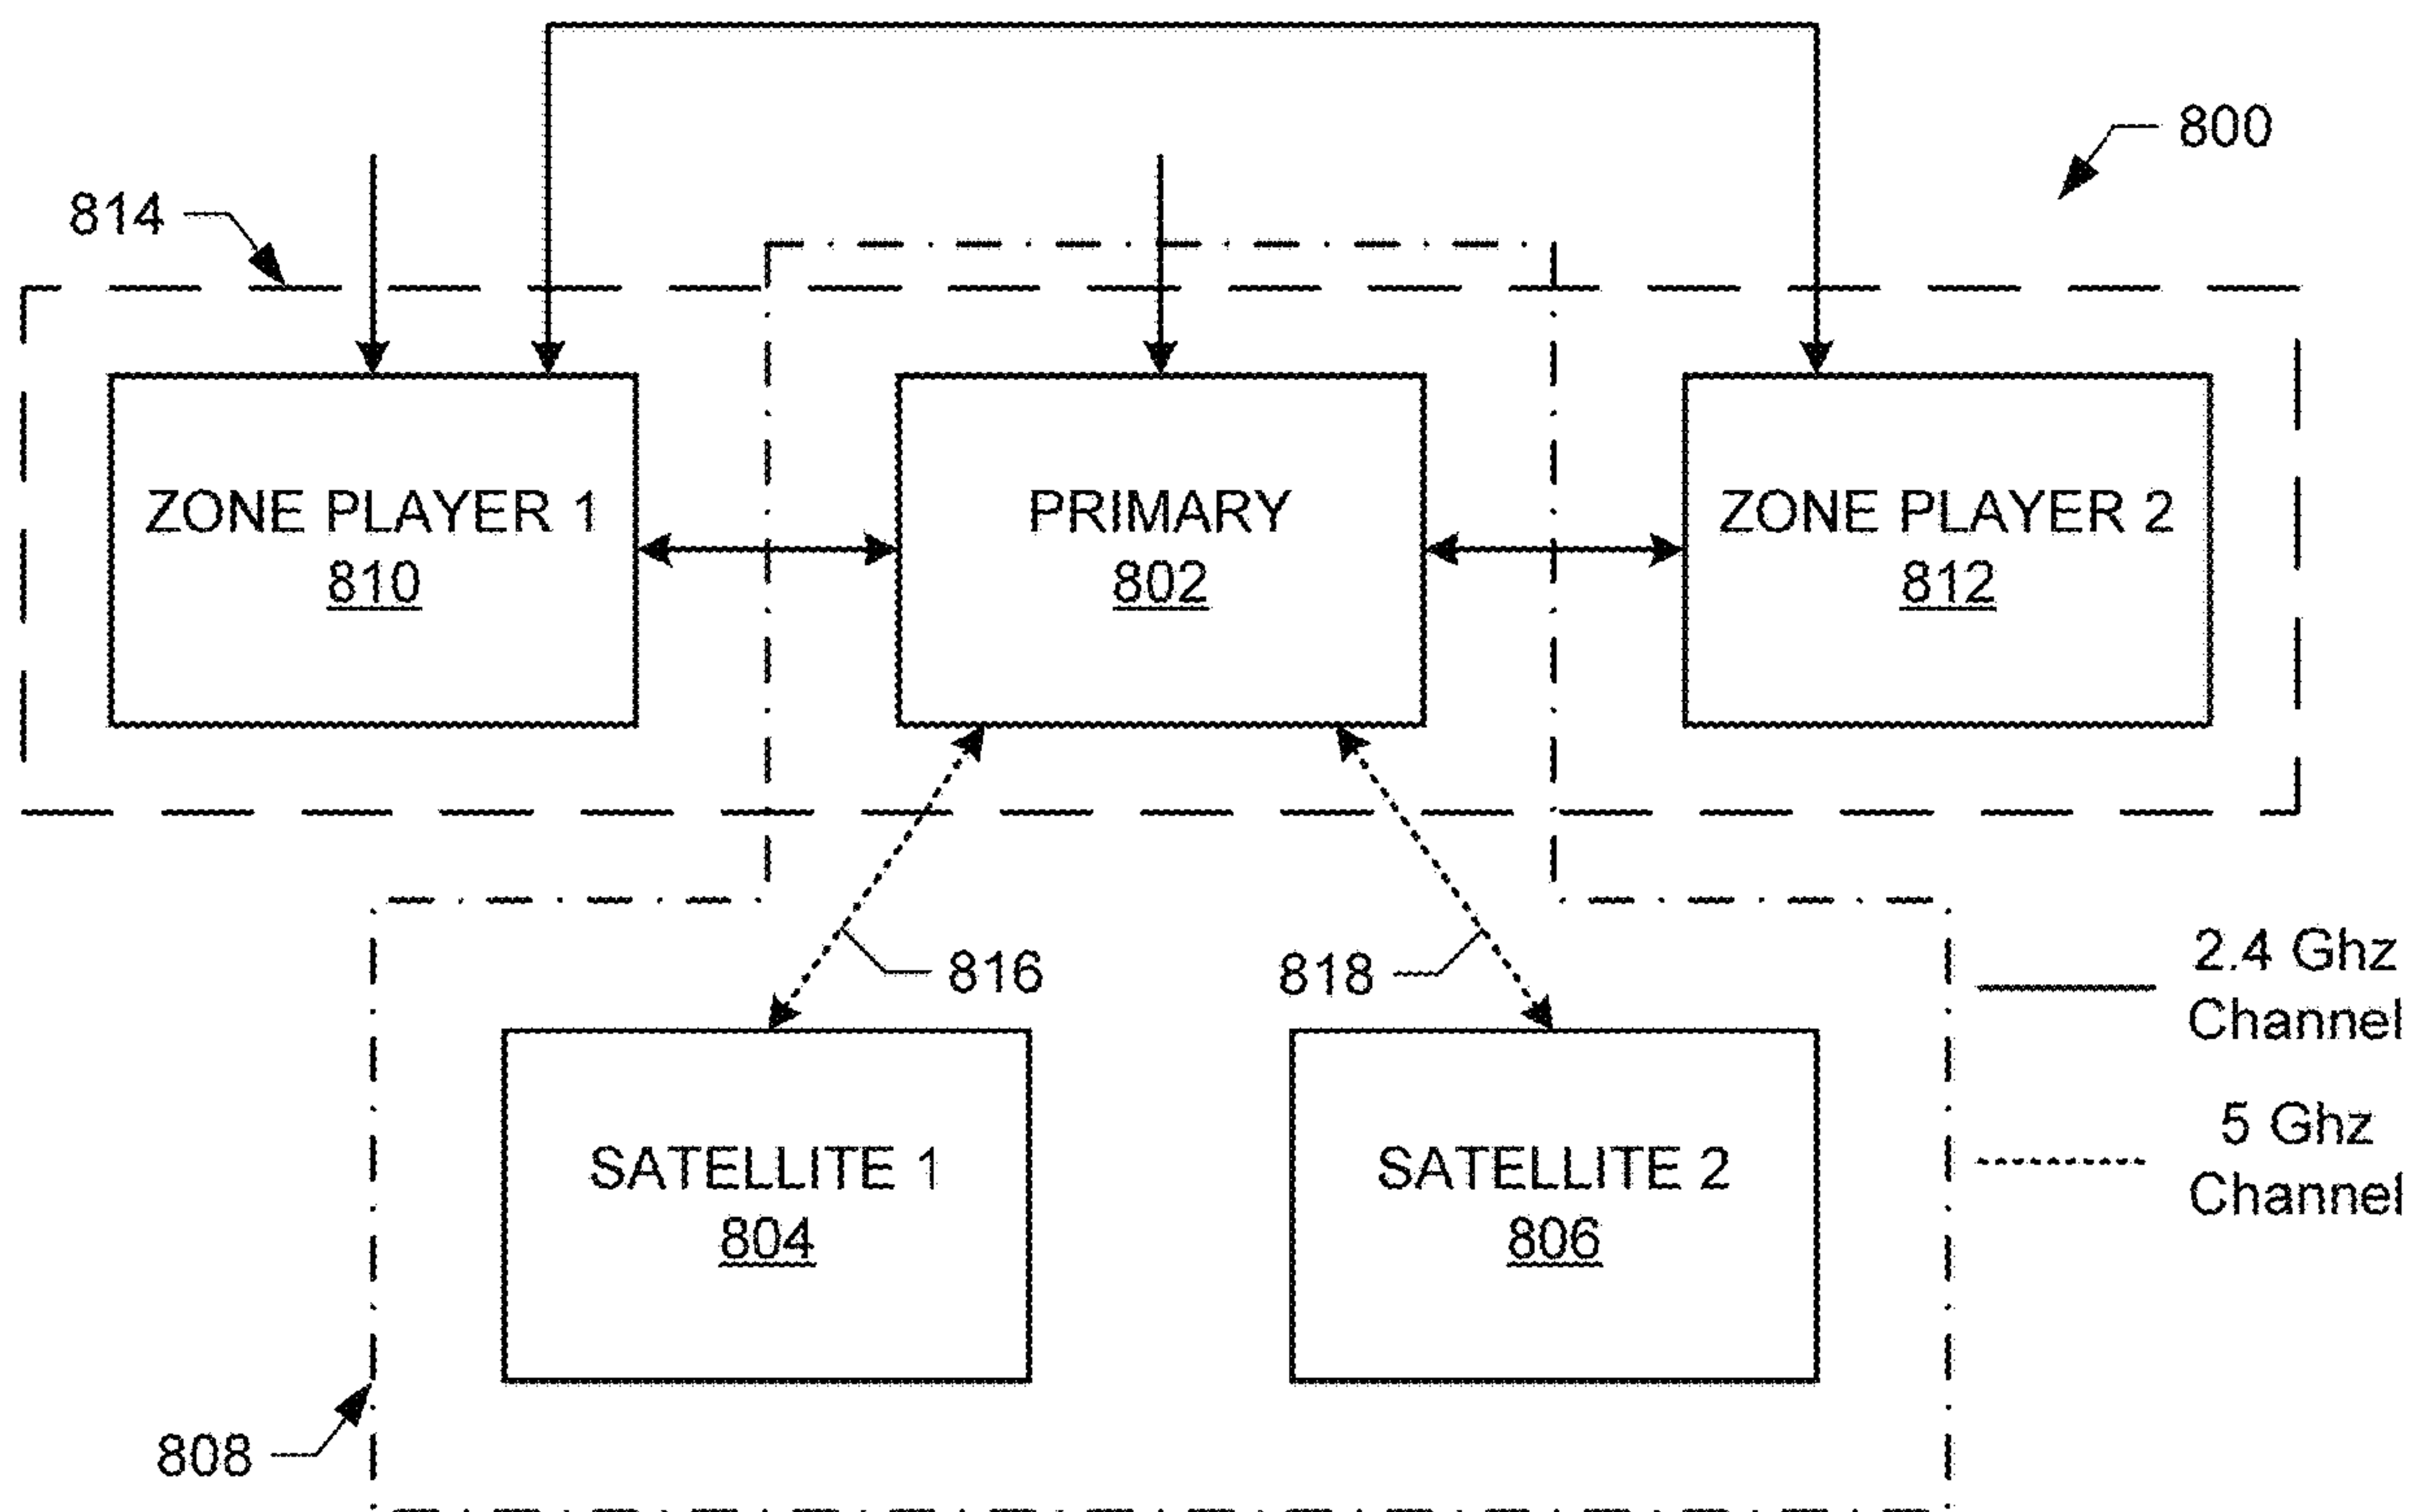 800
814
ZONE PLAYER 1
810
PRIMARY
802
ZONE PLAYER 2
812
816
818
2.4 Ghz
Channel
5 Ghz
Channel
SATELLITE 1
804
SATELLITE 2
806
808